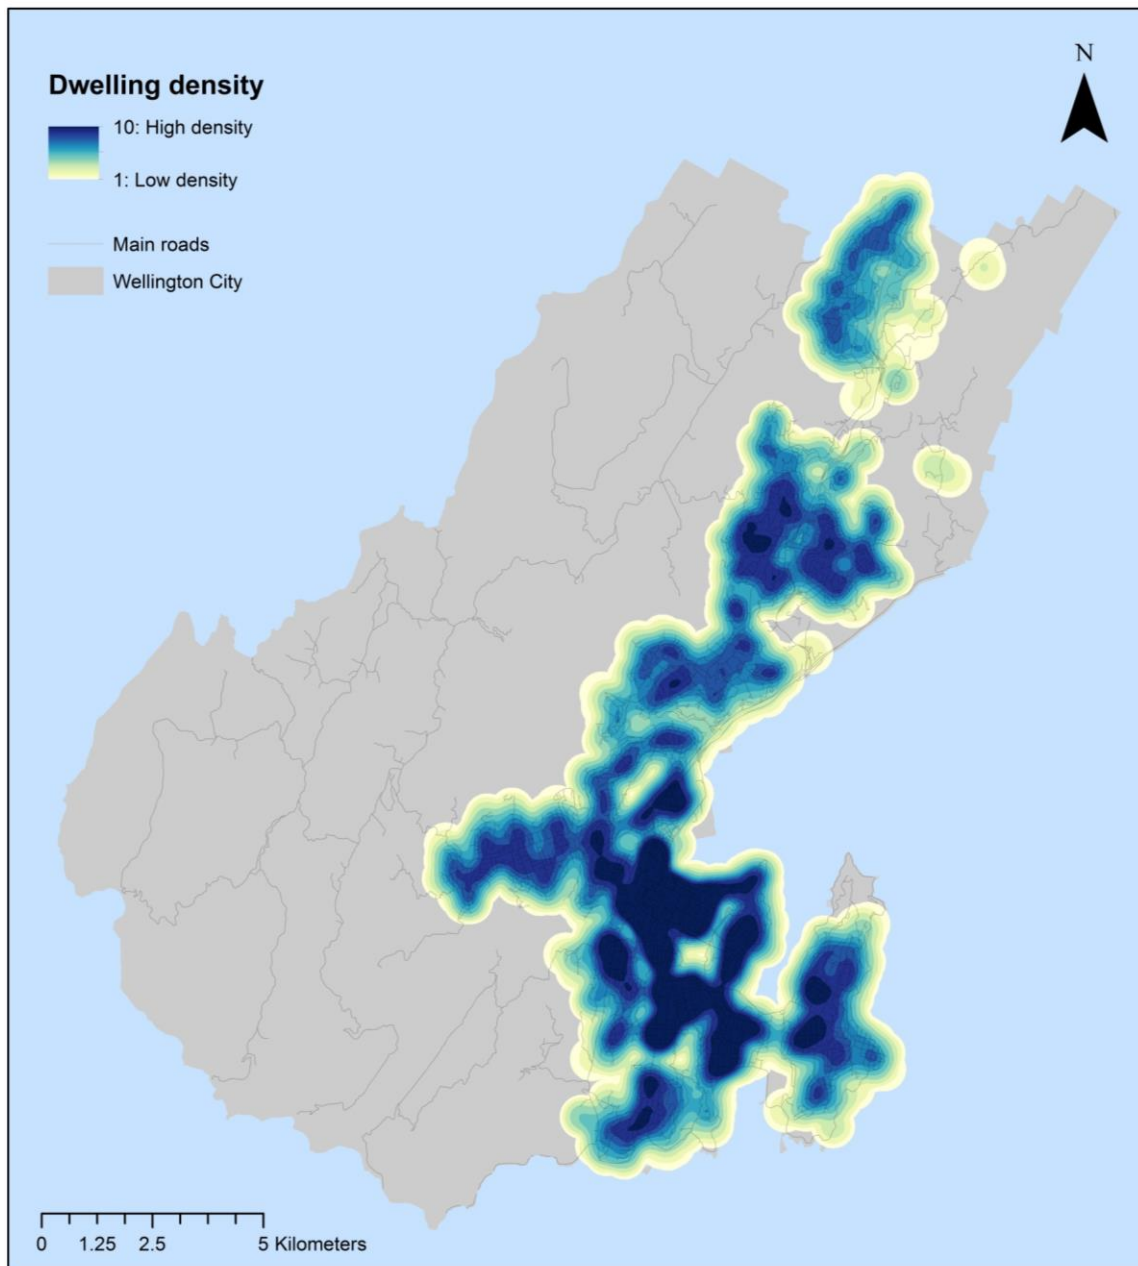 N
Dwelling density
10: High density
1: Low density
Main roads
Wellington City
0 1.25 2.5 5 Kilometers